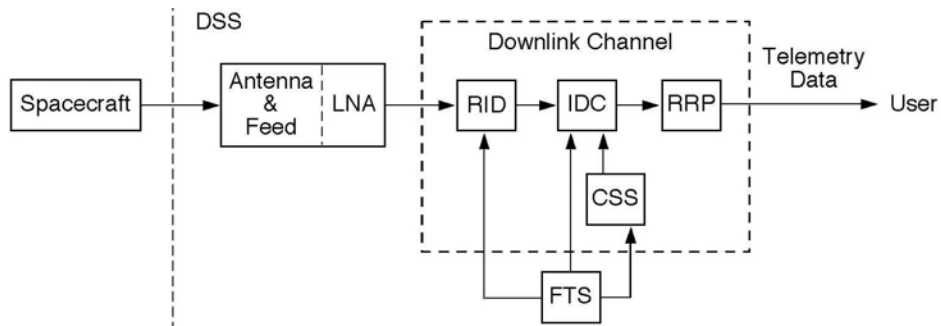 DSS
Downlink Channel
Spacecraft
Antenna
&
Feed
LNA
RID
IDC
RRP
Telemetry
Data
User
CSS
FTS